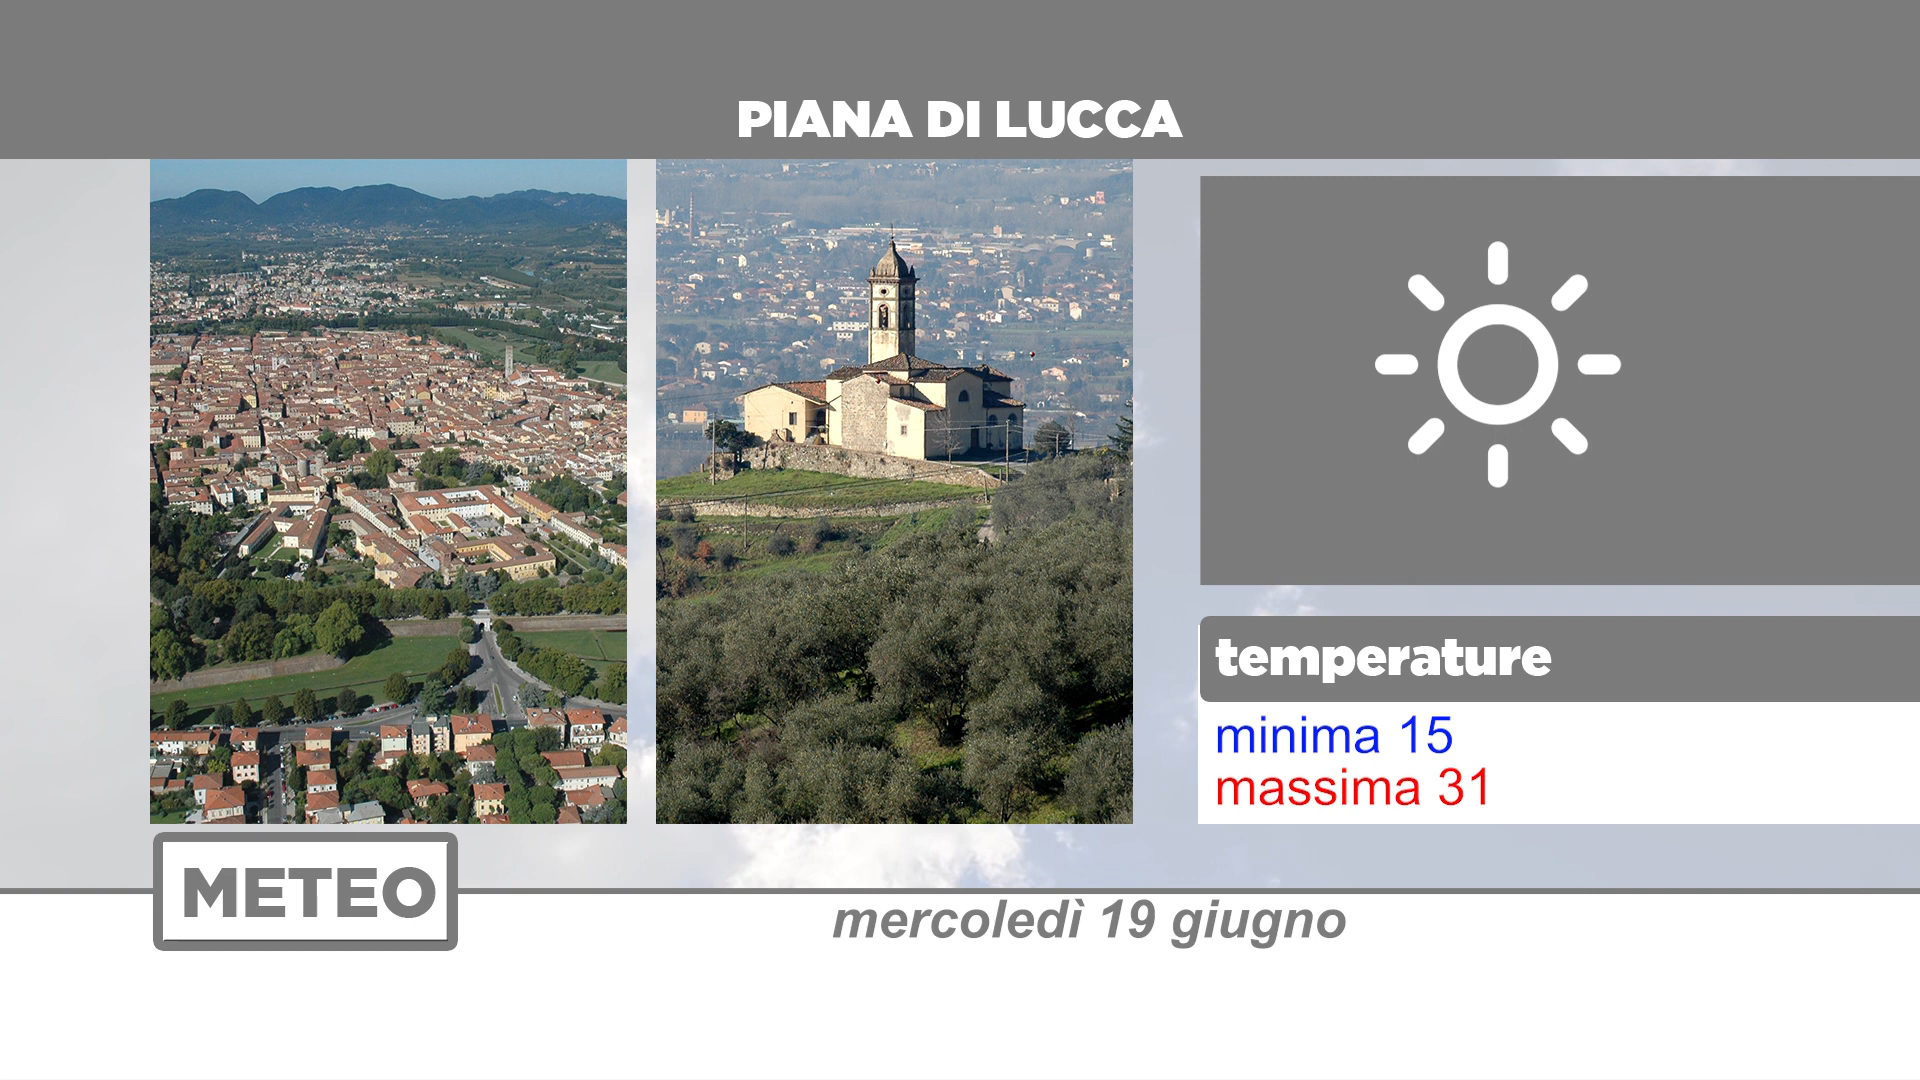 PIANA DI LUCCA
temperature
minima 15
massima 31
METEO
mercoledì 19 giugno